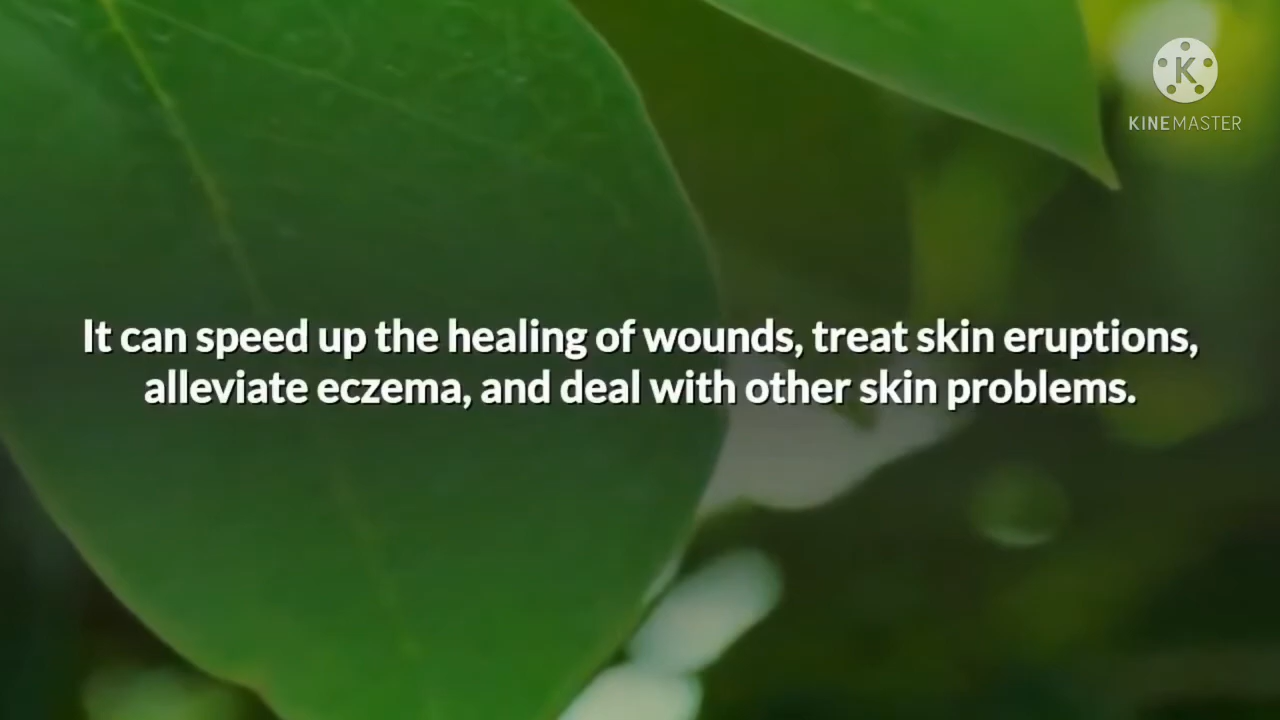 K
KINEMASTER
It can speed up the healing of wounds, treat skin eruptions,
alleviate eczema, and deal with other skin problems.